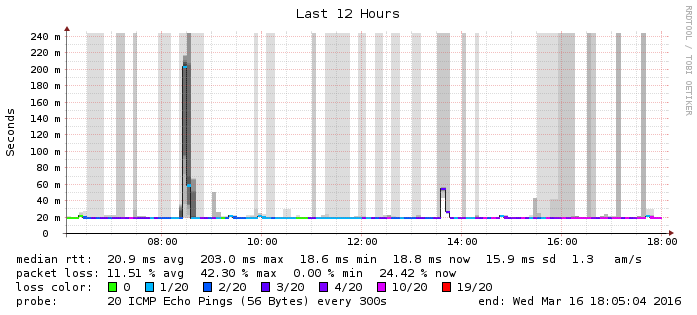 Last 12 Hours
RRDTOOL / TOBI OETIKER
Seconds
240 m
220 m
200 m
180 m
160 m
140 m
120 m
100 m
80 m
60 m
40 m
20 m
0
08:00 10:00 12:00 14:00 16:00 18:00
median rtt: 20.9 ms avg 203.0 ms max 18.6 ms min 18.8 ms now 15.9 ms sd 1.3 am/s
packet loss: 11.51 % avg 42.30 % max 0.00 % min 24.42 % now
loss color: 0 1/20 2/20 3/20 4/20 10/20 19/20
probe: 20 ICMP Echo Pings (56 Bytes) every 300s end: Wed Mar 16 18:05:04 2016